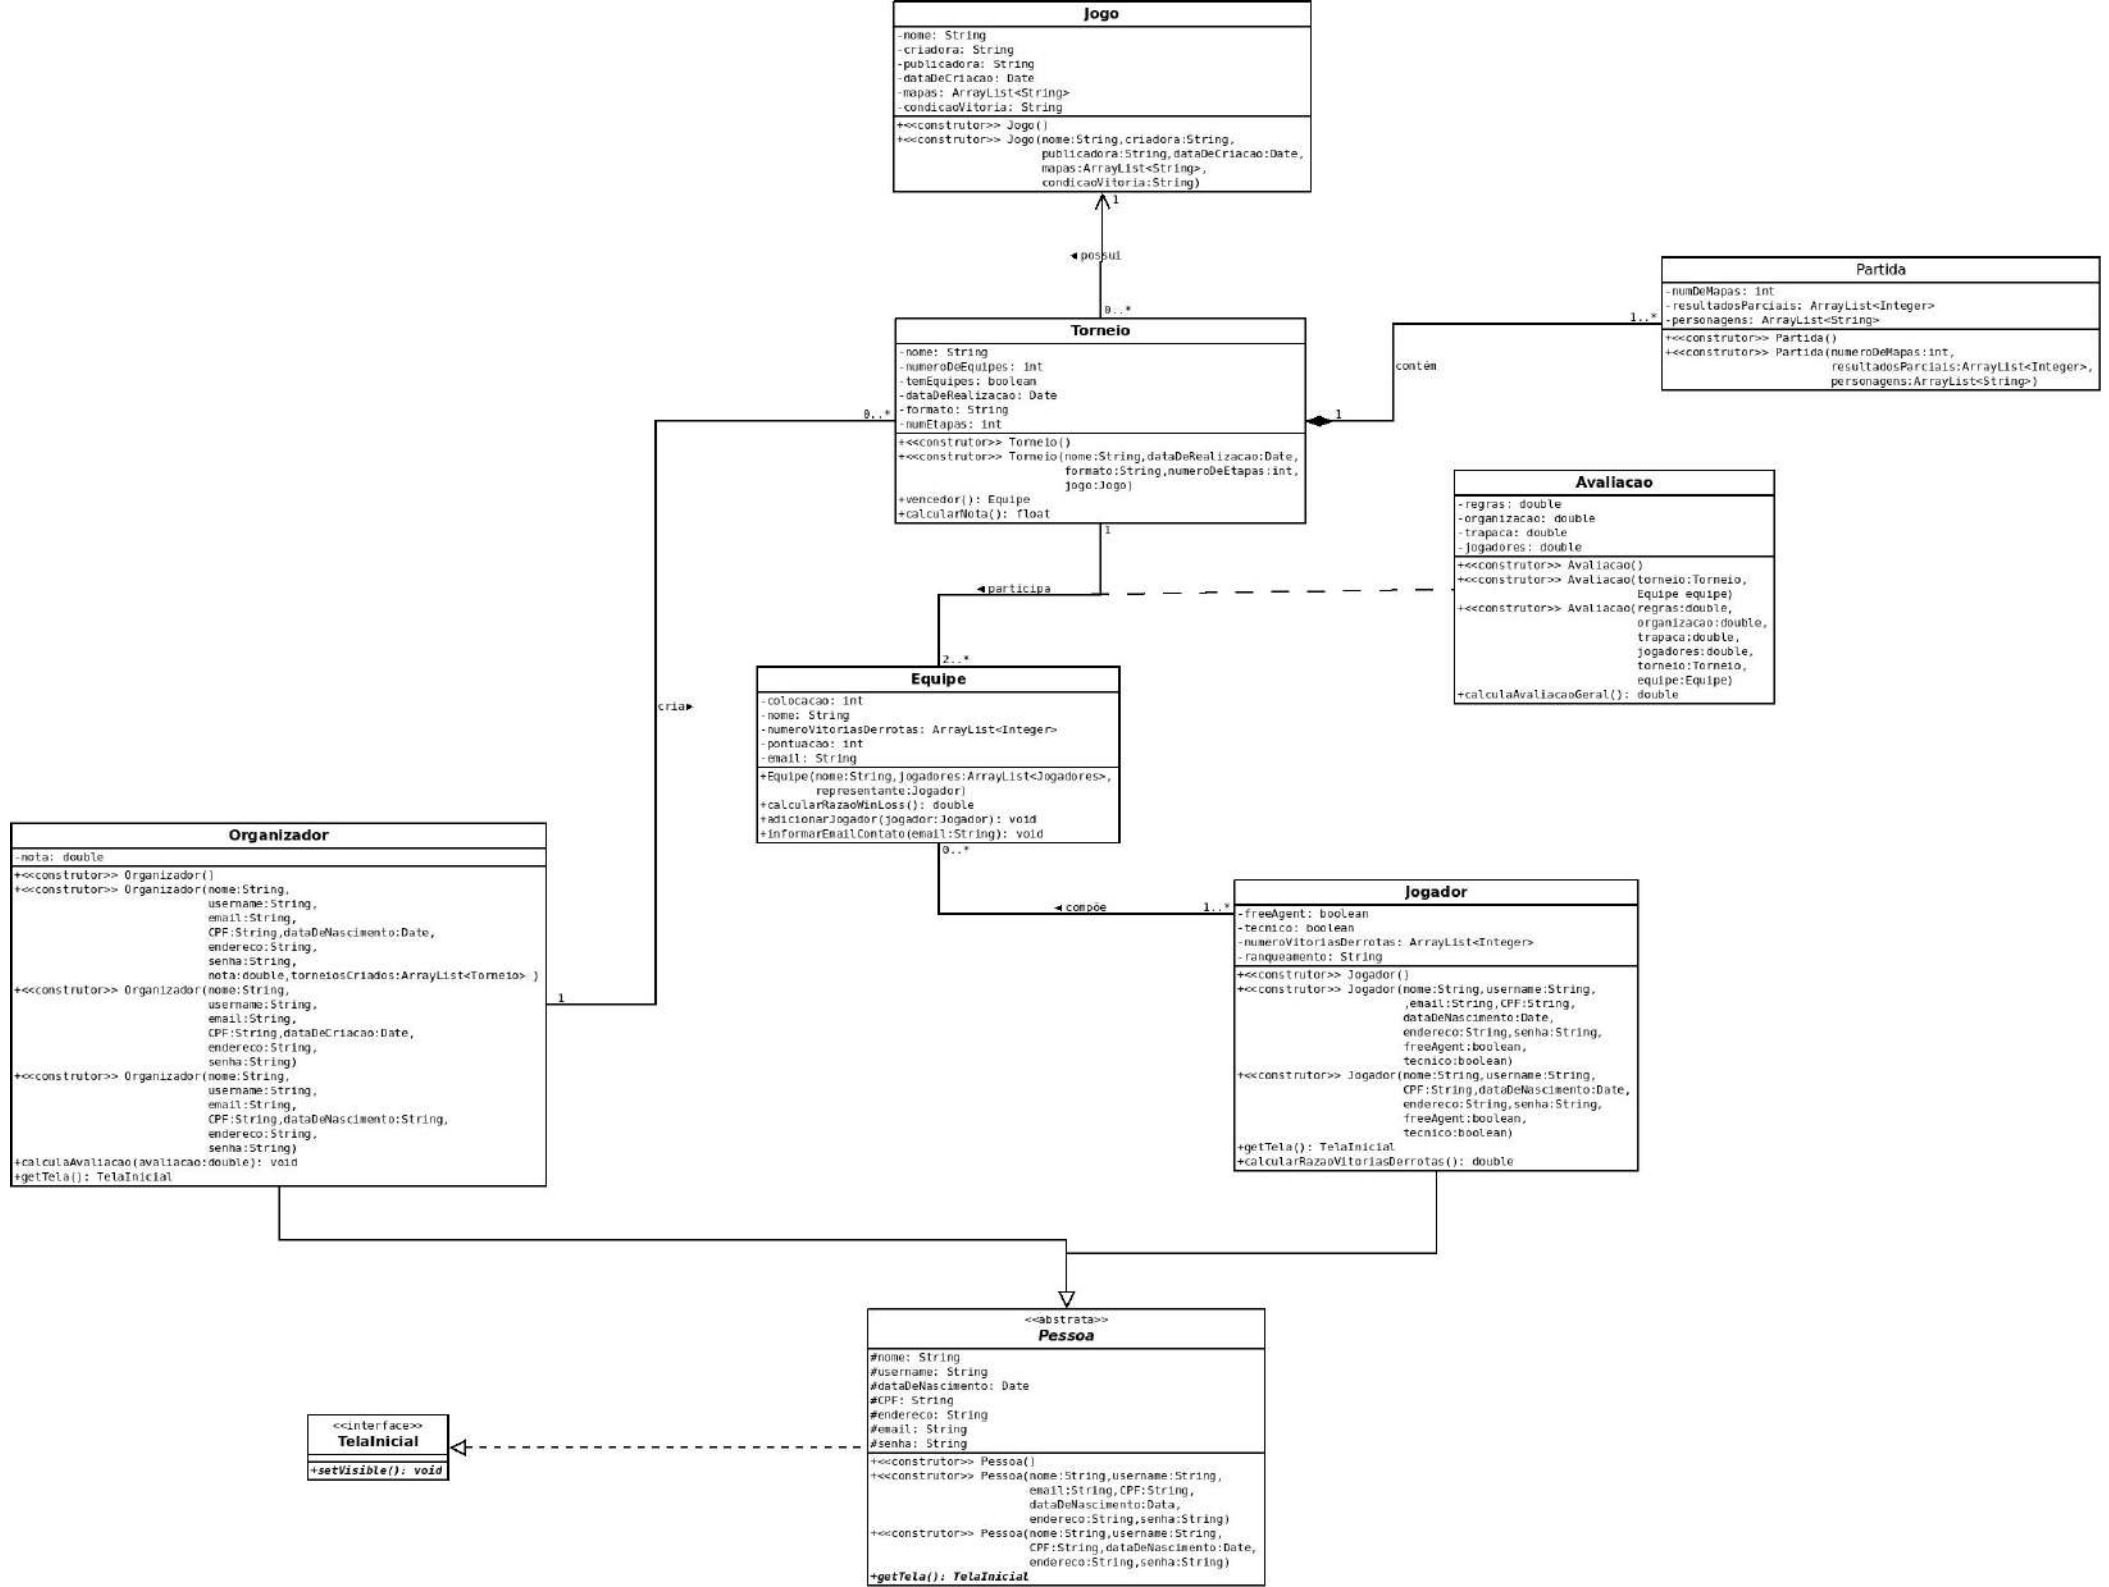 Jogo
-nome: String
-criadora: String
-publicadora: String
-dataDeCriacao: Date
-mapas: ArrayList<String>
-condicaoVitoria: String
+<<construtor>> Jogo()
+<<construtor>> Jogo(nome:String,criadora:String,
publicadora:String,dataDeCriacao:Date,
mapas:ArrayList<String>,
condicaoVitoria:String)
1
◄possui
0..*
Partida
-numDeMapas: int
-resultadosParciais: ArrayList<Integer>
-personagens: ArrayList<String>
+<<construtor>> Partida()
+<<construtor>> Partida(numeroDeMapas:int,
resultadosParciais:ArrayList<Integer>,
personagens:ArrayList<String>)
1..*
contém
1
Torneio
-nome: String
-numeroDeEquipes: int
-temEquipes: boolean
-dataDeRealizacao: Date
-formato: String
-numEtapas: int
+<<construtor>> Torneio()
+<<construtor>> Torneio(nome:String,dataDeRealizacao:Date,
formato:String,numeroDeEtapas:int,
jogo:Jogo)
+vencedor(): Equipe
+calcularNota(): float
0..*
1
◄participa
2..*
Avaliacao
-regras: double
-organizacao: double
-trapaca: double
-jogadores: double
+<<construtor>> Avaliacao()
+<<construtor>> Avaliacao(torneio:Torneio,
Equipe equipe)
+<<construtor>> Avaliacao(regras:double,
organizacao:double,
trapaca:double,
jogadores:double,
torneio:Torneio,
equipe:Equipe)
+calculaAvaliacaoGeral(): double
cria►
Equipe
-colocacao: int
-nome: String
-numeroVitoriasDerrotas: ArrayList<Integer>
-pontuacao: int
-email: String
+Equipe(nome:String,jogadores:ArrayList<Jogadores>,
representante:Jogador)
+calcularRazaoWinLoss(): double
+adicionarJogador(jogador:Jogador): void
+informarEmailContato(email:String): void
0..*
◄compõe
1..*
Organizador
-nota: double
+<<construtor>> Organizador()
+<<construtor>> Organizador(nome:String,
username:String,
email:String,
CPF:String,dataDeNascimento:Date,
endereco:String,
senha:String,
nota:double,torneiosCriados:ArrayList<Torneio> )
+<<construtor>> Organizador(nome:String,
username:String,
email:String,
CPF:String,dataDeCriacao:Date,
endereco:String,
senha:String)
+<<construtor>> Organizador(nome:String,
username:String,
email:String,
CPF:String,dataDeNascimento:String,
endereco:String,
senha:String)
+calculaAvaliacao(avaliacao:double): void
+getTela(): TelaInicial
1
Jogador
-freeAgent: boolean
-tecnico: boolean
-numeroVitoriasDerrotas: ArrayList<Integer>
-ranqueamento: String
+<<construtor>> Jogador()
+<<construtor>> Jogador(nome:String,username:String,
,email:String,CPF:String,
dataDeNascimento:Date,
endereco:String,senha:String,
freeAgent:boolean,
tecnico:boolean)
+<<construtor>> Jogador(nome:String,username:String,
CPF:String,dataDeNascimento:Date,
endereco:String,senha:String,
freeAgent:boolean,
tecnico:boolean)
+getTela(): TelaInicial
+calcularRazaoVitoriasDerrotas(): double
<<abstrata>>
Pessoa
#nome: String
#username: String
#dataDeNascimento: Date
#CPF: String
#endereco: String
#email: String
#senha: String
+<<construtor>> Pessoa()
+<<construtor>> Pessoa(nome:String,username:String,
email:String,CPF:String,
dataDeNascimento:Data,
endereco:String,senha:String)
+<<construtor>> Pessoa(nome:String,username:String,
CPF:String,dataDeNascimento:Date,
endereco:String,senha:String)
+getTela(): TelaInicial
<<interface>>
TelaInicial
+setVisible(): void